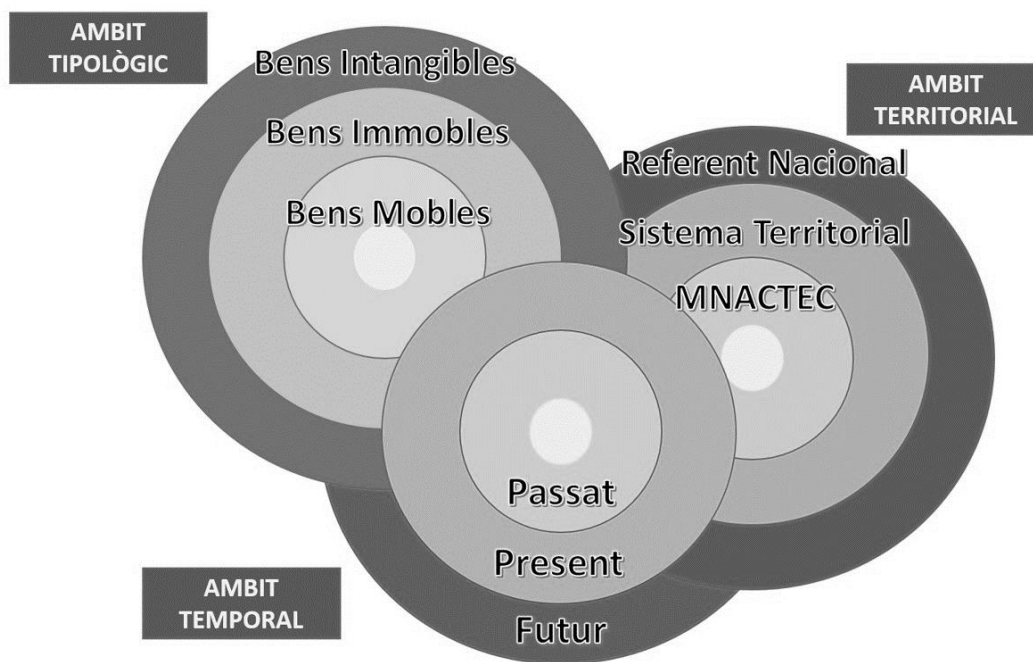 AMBIT
TIPOLÒGIC
Bens Intangibles
Bens Immobles
Bens Mobles
AMBIT
TERRITORIAL
Referent Nacional
Sistema Territorial
MNACTEC
Passat
Present
Futur
AMBIT
TEMPORAL